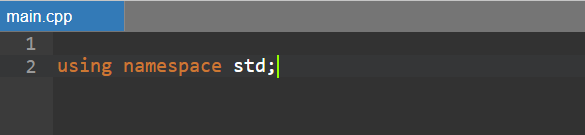 main.cpp
1
2 using namespace std;